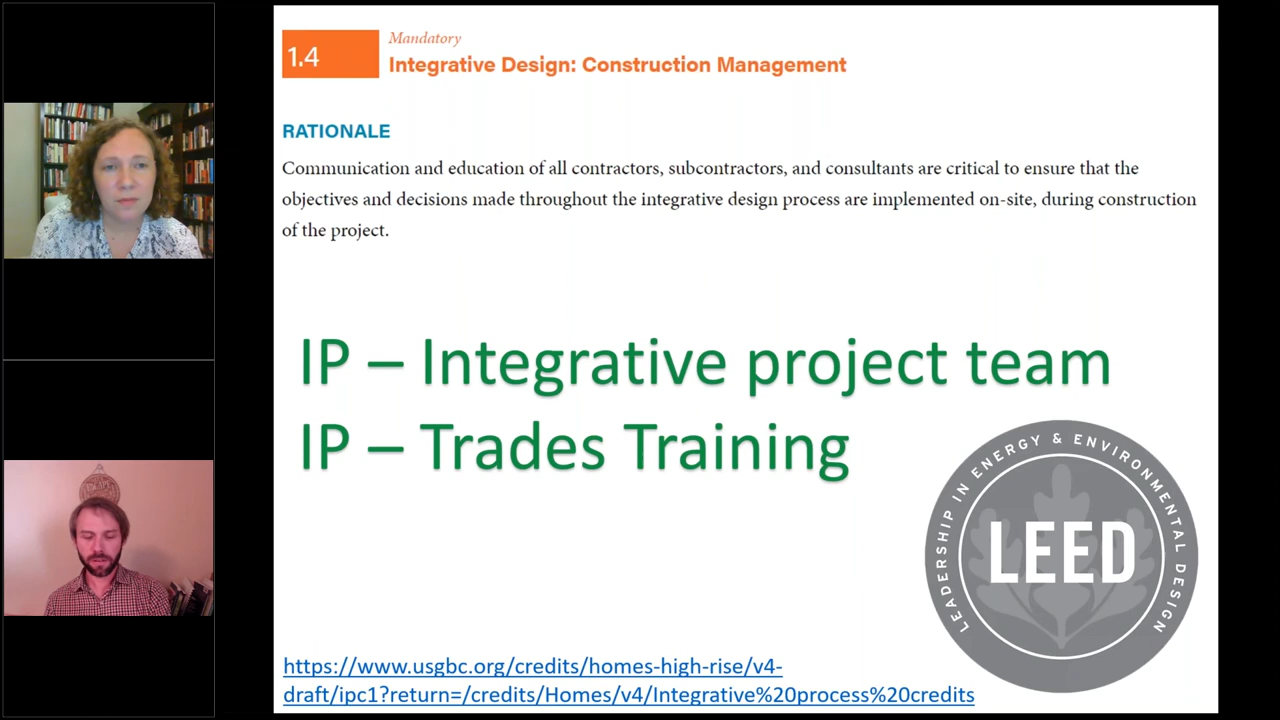 1.4
Mandatory
Integrative Design: Construction Management
RATIONALE
Communication and education of all contractors, subcontractors, and consultants are critical to ensure that the
objectives and decisions made throughout the integrative design process are implemented on-site, during construction
of the project.
IP – Integrative project team
IP – Trades Training
LEADERSHIP IN ENERGY & ENVIRONMENTAL DESIGN
LEED
https://www.usgbc.org/credits/homes-high-rise/v4-
draft/ipc1?return=/credits/Homes/v4/Integrative%20process%20credits